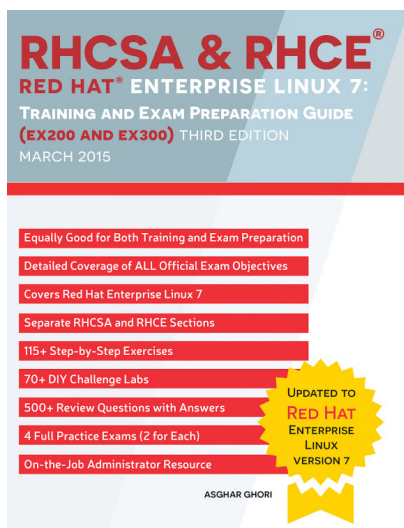 RHCSA & RHCE®
RED HAT® ENTERPRISE LINUX 7:
TRAINING AND EXAM PREPARATION GUIDE
(EX200 AND EX300) THIRD EDITION
MARCH 2015
Equally Good for Both Training and Exam Preparation
Detailed Coverage of ALL Official Exam Objectives
Covers Red Hat Enterprise Linux 7
Separate RHCSA and RHCE Sections
115+ Step-by-Step Exercises
70+ DIY Challenge Labs
500+ Review Questions with Answers
4 Full Practice Exams (2 for Each)
On-the-Job Administrator Resource
UPDATED TO
RED HAT
ENTERPRISE
LINUX
VERSION 7
ASGHAR GHORI